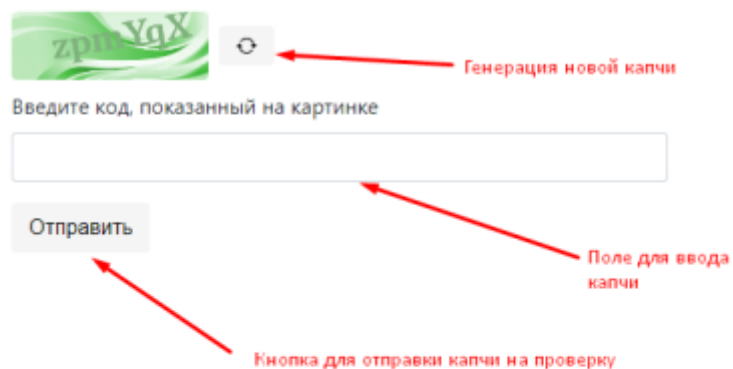 zpmYqX
Генерация новой капчи
Введите код, показанный на картинке
Отправить
Поле для ввода
капчи
Кнопка для отправки капчи на проверку